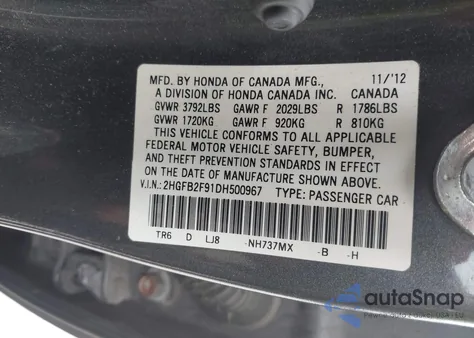 MFD. BY HONDA OF CANADA MFG., 11/'12
A DIVISION OF HONDA CANADA INC. CANADA
GVWR 3792LBS GAWR F 2029LBS R 1786LBS
GVWR 1720KG GAWR F 920KG R 810KG
THIS VEHICLE CONFORMS TO ALL APPLICABLE
FEDERAL MOTOR VEHICLE SAFETY, BUMPER,
AND THEFT PREVENTION STANDARDS IN EFFECT
ON THE DATE OF MANUFACTURE SHOWN ABOVE.
V.I.N.: 2HGFB2F91DH500967 TYPE: PASSENGER CAR
TR6 D LJ8 -NH737MX -B -H
autoSnap